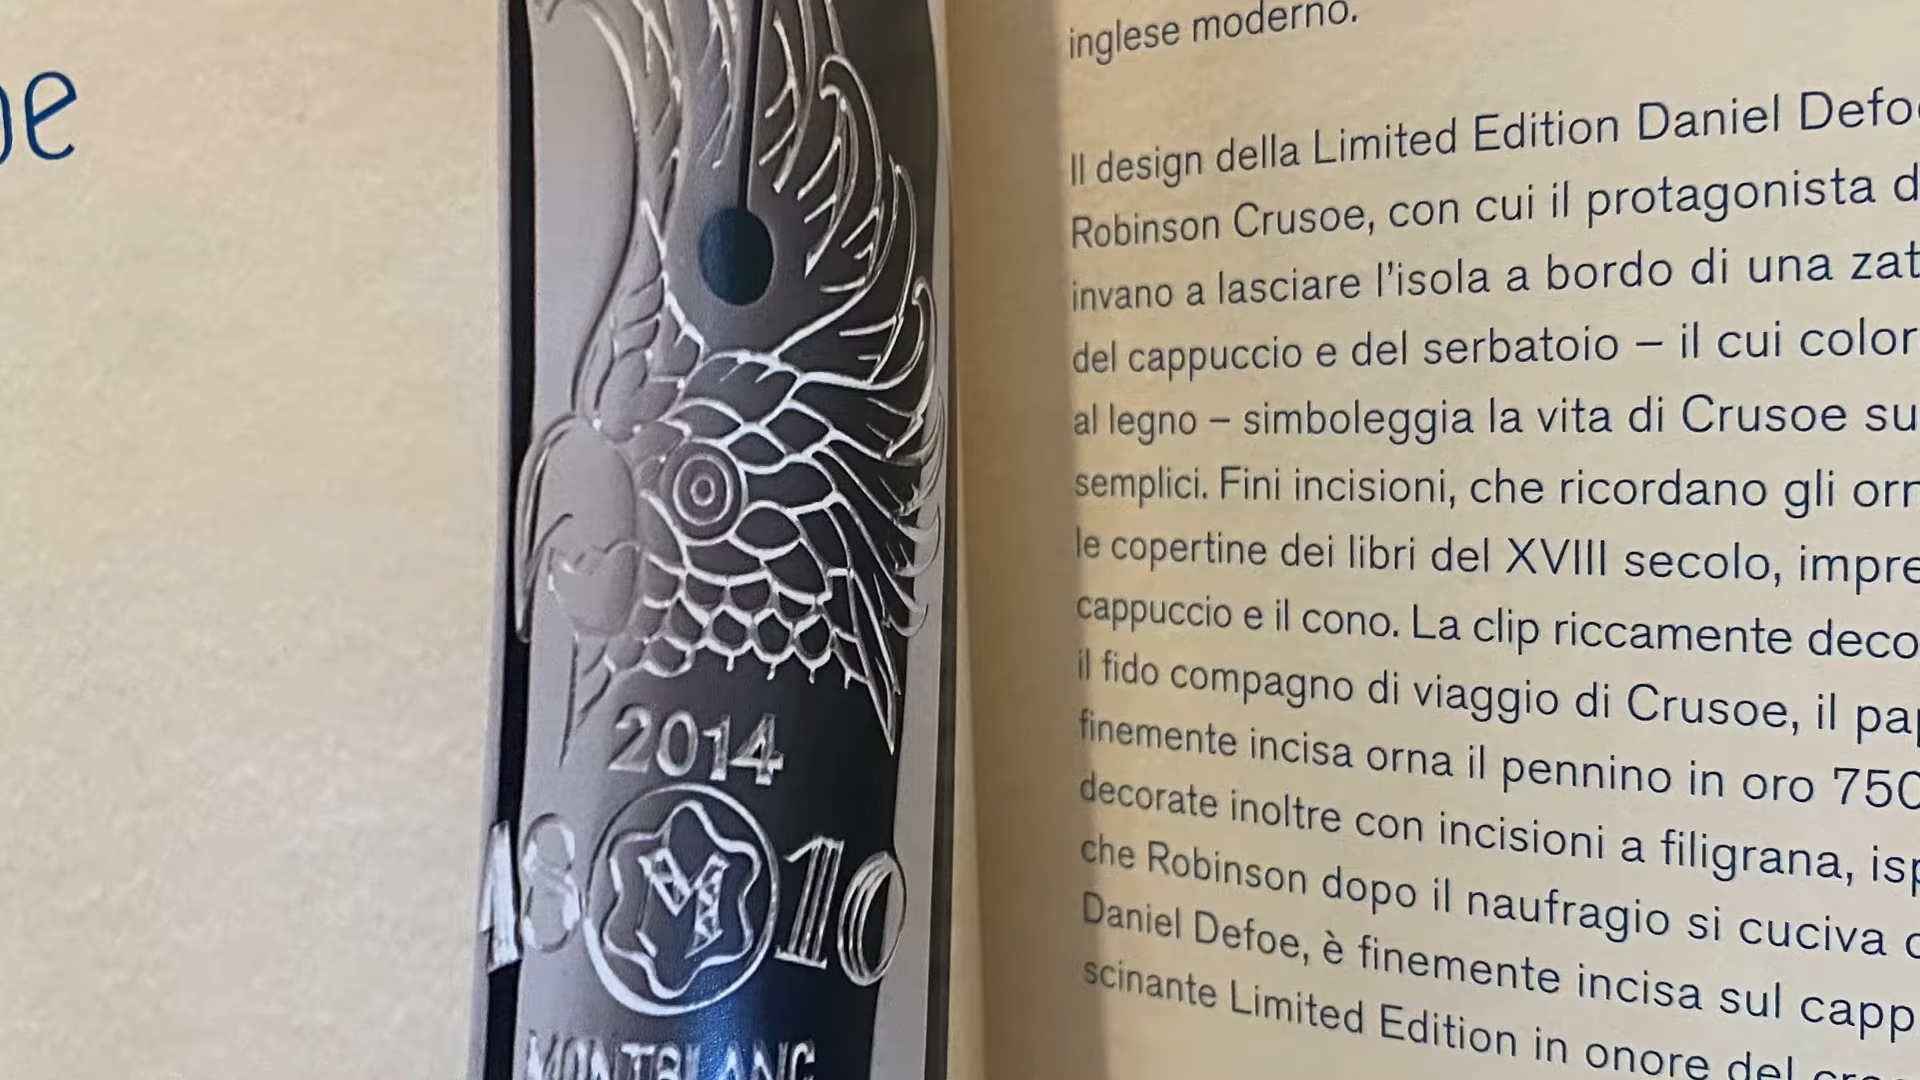 oe
2014
1810
MONTBLANC
inglese moderno.
Il design della Limited Edition Daniel Defo
Robinson Crusoe, con cui il protagonista d
invano a lasciare l'isola a bordo di una zat
del cappuccio e del serbatoio – il cui color
al legno – simboleggia la vita di Crusoe su
semplici. Fini incisioni, che ricordano gli orn
le copertine dei libri del XVIII secolo, impre
cappuccio e il cono. La clip riccamente deco
il fido compagno di viaggio di Crusoe, il pap
finemente incisa orna il pennino in oro 750
decorate inoltre con incisioni a filigrana, isp
che Robinson dopo il naufragio si cuciva
Daniel Defoe, è finemente incisa sul capp
scinante Limited Edition in onore del